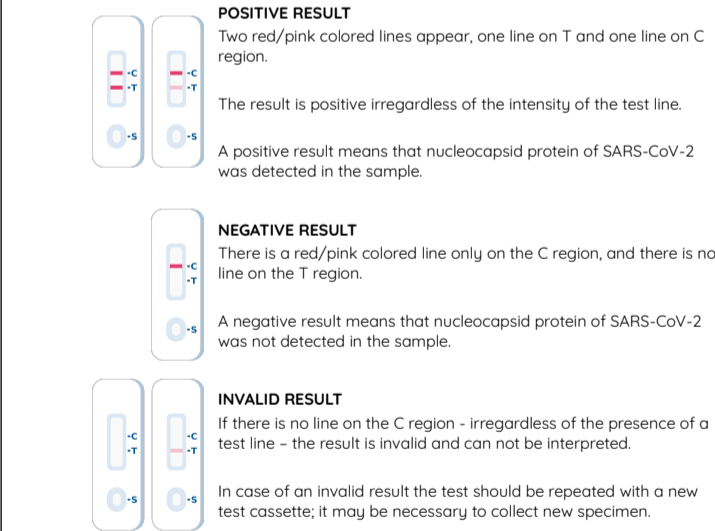 POSITIVE RESULT
Two red/pink colored lines appear, one line on T and one line on C
region.
The result is positive irregardless of the intensity of the test line.
A positive result means that nucleocapsid protein of SARS-CoV-2
was detected in the sample.
-C
-T
-S
-C
-T
-S
NEGATIVE RESULT
There is a red/pink colored line only on the C region, and there is no
line on the T region.
A negative result means that nucleocapsid protein of SARS-CoV-2
was not detected in the sample.
-C
-T
-S
INVALID RESULT
If there is no line on the C region - irregardless of the presence of a
test line – the result is invalid and can not be interpreted.
In case of an invalid result the test should be repeated with a new
test cassette; it may be necessary to collect new specimen.
-C
-T
-S
-C
-T
-S